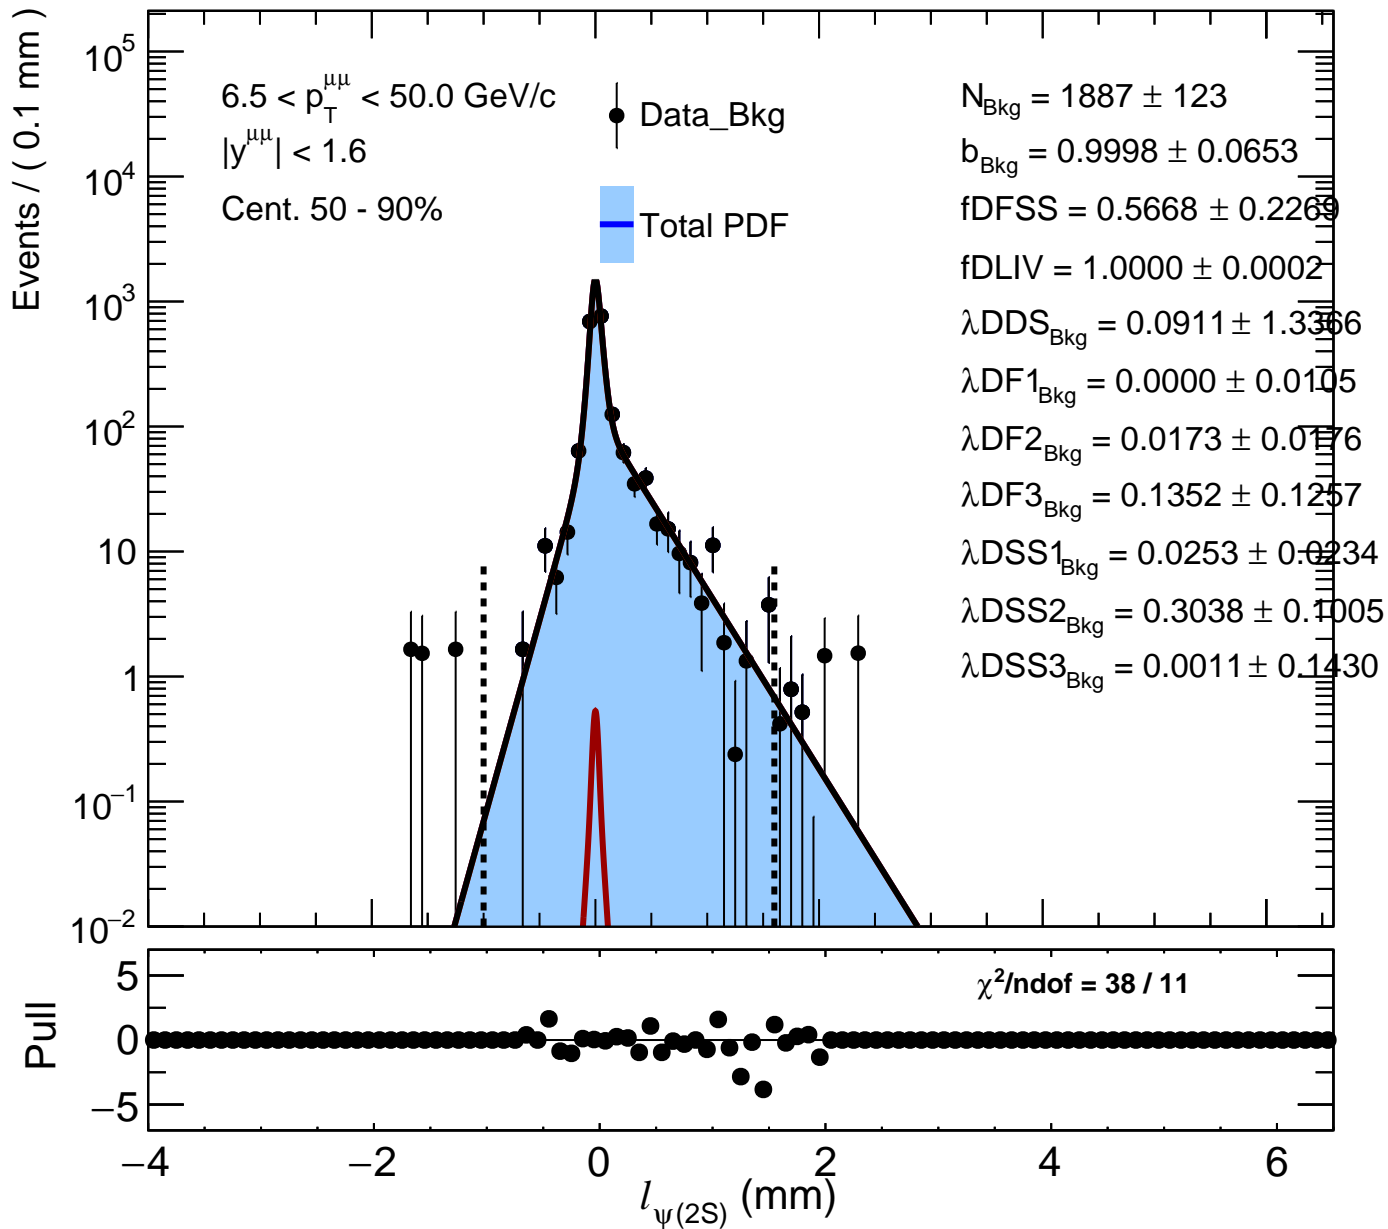 Events / ( 0.1 mm )
10^5
10^4
10^3
10^2
10
1
10^−1
10^−2
6.5 < p_T^μμ < 50.0 GeV/c
|y^μμ| < 1.6
Cent. 50 - 90%
Data_Bkg
Total PDF
N_Bkg = 1887 ± 123
b_Bkg = 0.9998 ± 0.0653
fDFSS = 0.5668 ± 0.2269
fDLIV = 1.0000 ± 0.0002
λDDS_Bkg = 0.0911 ± 1.3366
λDF1_Bkg = 0.0000 ± 0.0105
λDF2_Bkg = 0.0173 ± 0.0176
λDF3_Bkg = 0.1352 ± 0.1257
λDSS1_Bkg = 0.0253 ± 0.0234
λDSS2_Bkg = 0.3038 ± 0.1005
λDSS3_Bkg = 0.0011 ± 0.1430
Pull
5
0
−5
χ²/ndof = 38 / 11
−4 −2 0 2 4 6
l_ψ(2S) (mm)